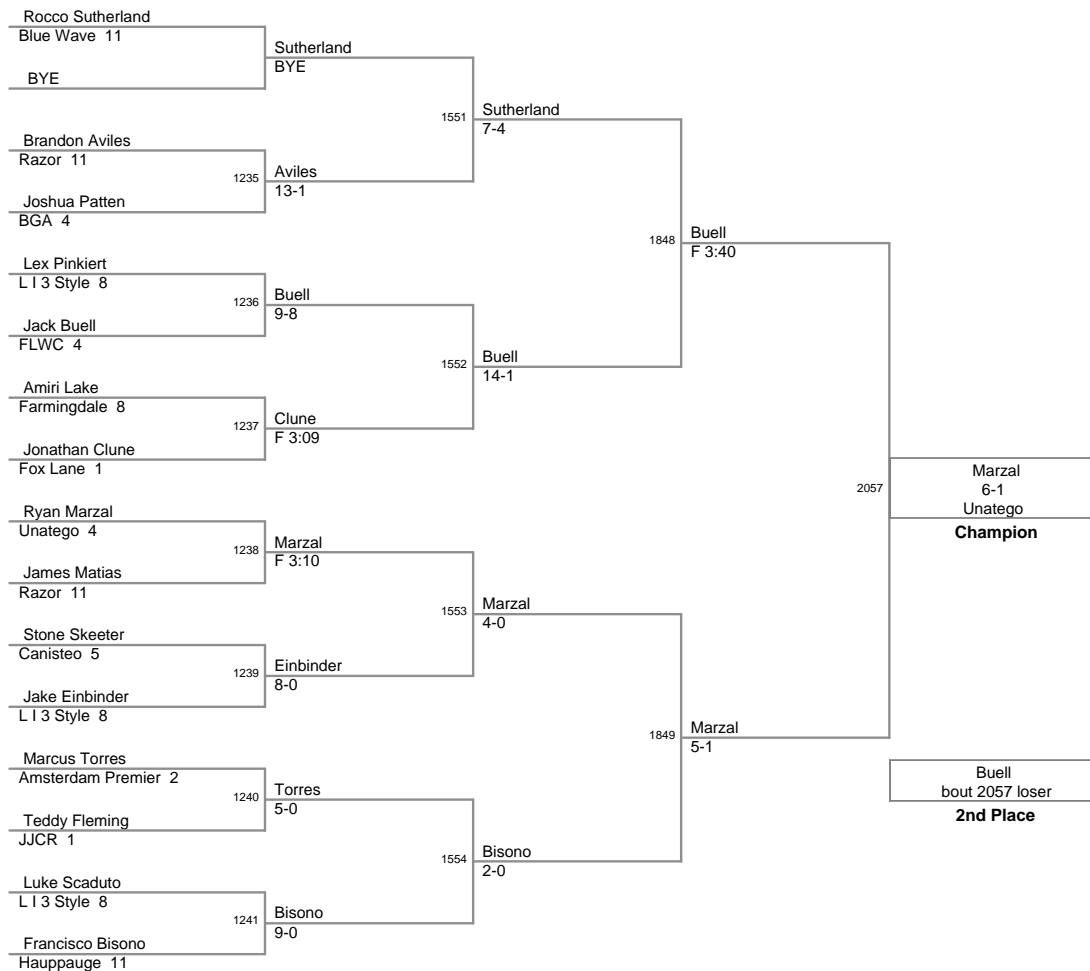 Rocco Sutherland
Blue Wave 11
BYE
Brandon Aviles
Razor 11
Joshua Patten
BGA 4
Lex Pinkiert
L I 3 Style 8
Jack Buell
FLWC 4
Amiri Lake
Farmingdale 8
Jonathan Clune
Fox Lane 1
Ryan Marzal
Unatego 4
James Matias
Razor 11
Stone Skeeter
Canisteo 5
Jake Einbinder
L I 3 Style 8
Marcus Torres
Amsterdam Premier 2
Teddy Fleming
JJCR 1
Luke Scaduto
L I 3 Style 8
Francisco Bisono
Hauppauge 11
Sutherland
BYE
1235
Aviles
13-1
1236
Buell
9-8
1237
Clune
F 3:09
1238
Marzal
F 3:10
1239
Einbinder
8-0
1240
Torres
5-0
1241
Bisono
9-0
1551
Sutherland
7-4
1552
Buell
14-1
1553
Marzal
4-0
1554
Bisono
2-0
1848
Buell
F 3:40
1849
Marzal
5-1
2057
Marzal
6-1
Unatego
Champion
Buell
bout 2057 loser
2nd Place